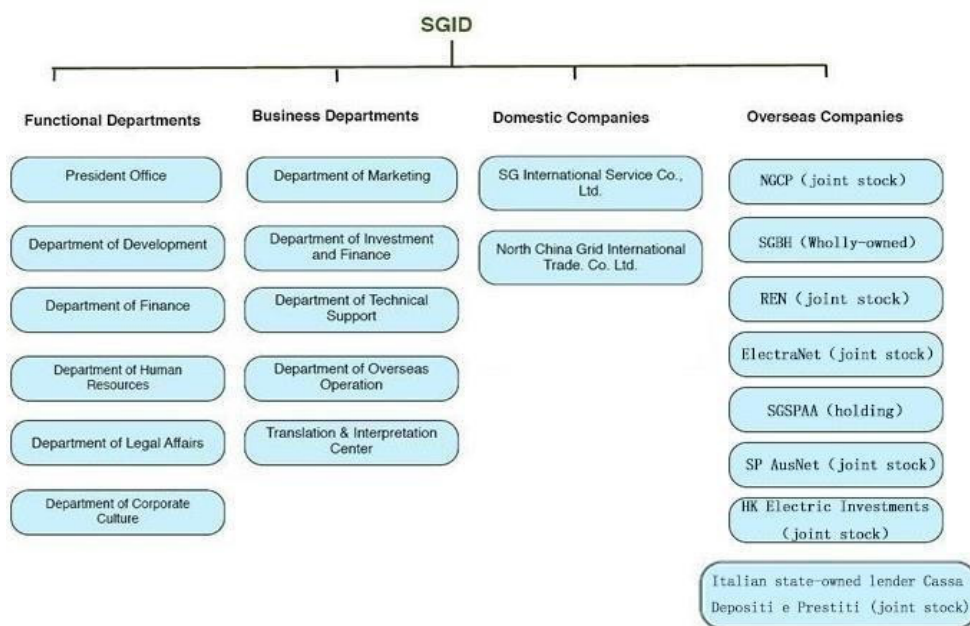 SGID
Functional Departments
President Office
Department of Development
Department of Finance
Department of Human
Resources
Department of Legal Affairs
Department of Corporate
Culture
Business Departments
Department of Marketing
Department of Investment
and Finance
Department of Technical
Support
Department of Overseas
Operation
Translation & Interpretation
Center
Domestic Companies
SG International Service Co.,
Ltd.
North China Grid International
Trade. Co. Ltd.
Overseas Companies
NGCP (joint stock)
SGBH (Wholly-owned)
REN (joint stock)
ElectraNet (joint stock)
SGSPAA (holding)
SP AusNet (joint stock)
HK Electric Investments
(joint stock)
Italian state-owned lender Cassa
Depositi e Prestiti (joint stock)